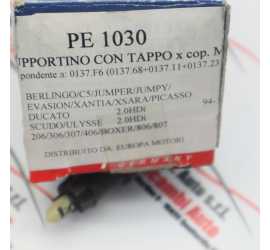 PE 1030
UPPORTINO CON TAPPO x cop. M
pondente a: 0137.F6 (0137.68+0137.11+0137.23
BERLINGO/C5/JUMPER/JUMPY/
EVASION/XANTIA/XSARA/PICASSO
DUCATO 2.0HDi 94-
SCUDO/ULYSSE 2.0HDi
206/306/307/406/BOXER/806/807
DISTRIBUITO DA: EUROPA MOTORI
GERMANY